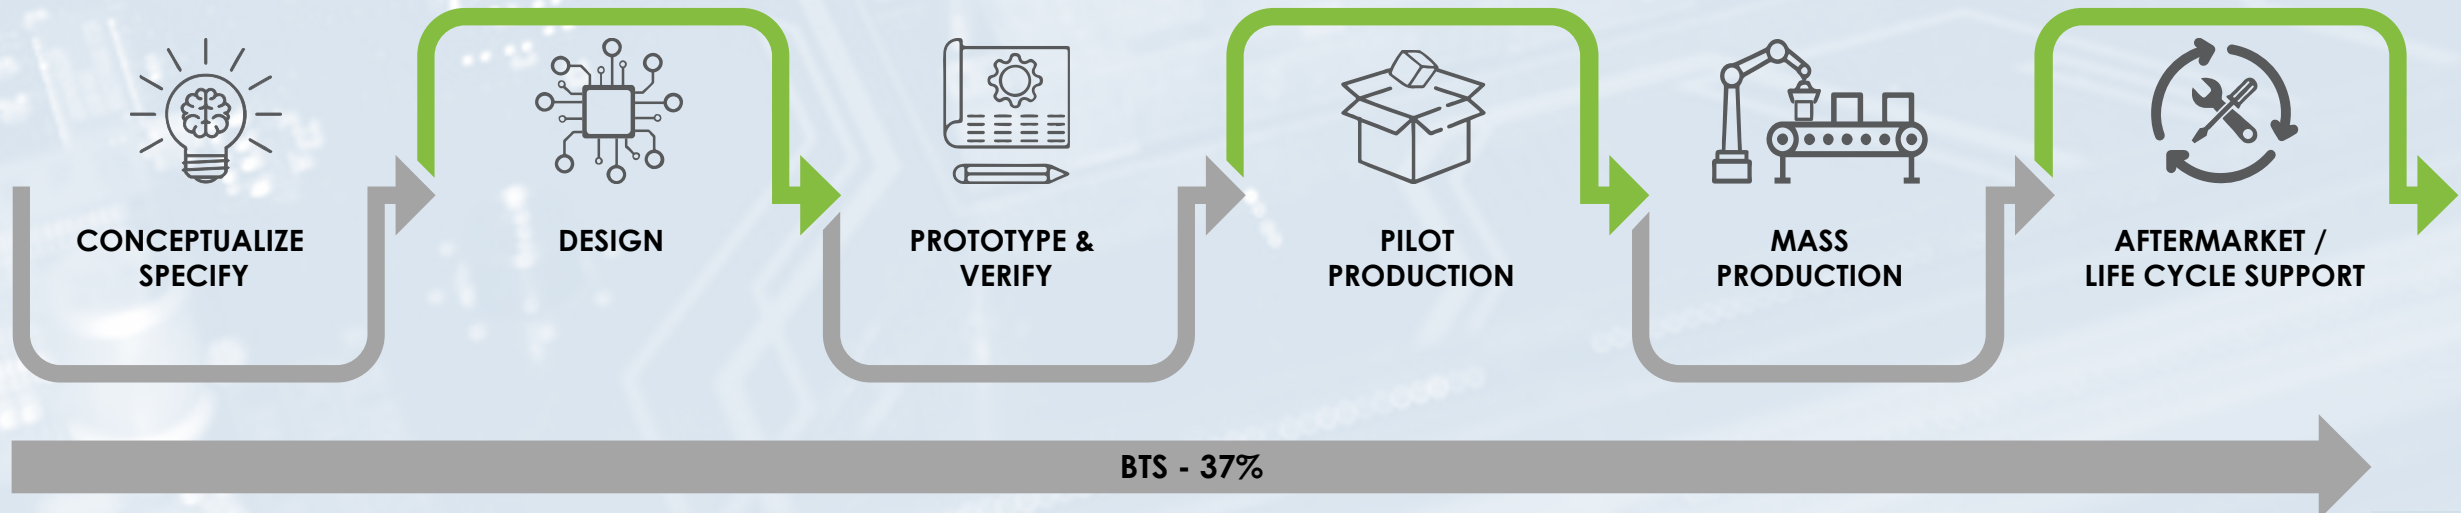 CONCEPTUALIZE
SPECIFY
DESIGN
PROTOTYPE &
VERIFY
PILOT
PRODUCTION
MASS
PRODUCTION
AFTERMARKET /
LIFE CYCLE SUPPORT
BTS - 37%